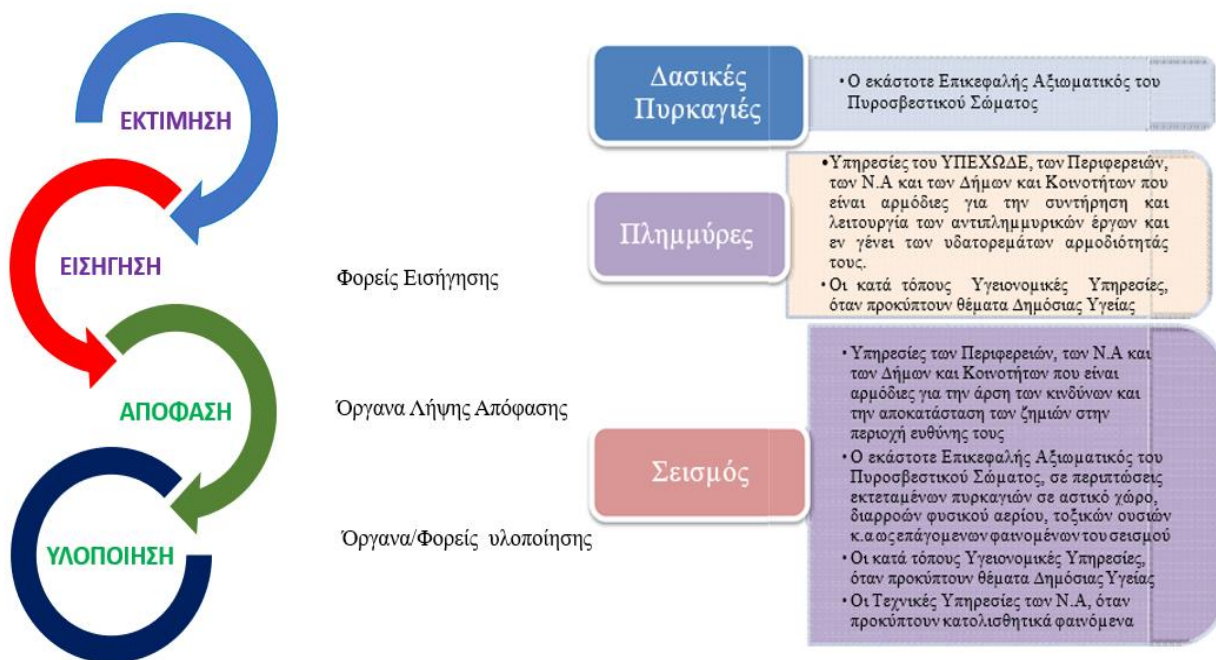 ΕΚΤΙΜΗΣΗ
ΕΙΣΗΓΗΣΗ
ΑΠΟΦΑΣΗ
ΥΛΟΠΟΙΗΣΗ
Φορείς Εισήγησης
Όργανα Λήψης Απόφασης
Όργανα/Φορείς υλοποίησης
Δασικές
Πυρκαγιές
• Ο εκάστοτε Επικεφαλής Αξιωματικός του
Πυροσβεστικού Σώματος
Πλημμύρες
•Υπηρεσίες του ΥΠΕΧΩΔΕ, των Περιφερειών,
των Ν.Α και των Δήμων και Κοινοτήτων που
είναι αρμόδιες για την συντήρηση και
λειτουργία των αντιπλημμυρικών έργων και
εν γένει των υδατορεμάτων αρμοδιότητάς
τους.
• Οι κατά τόπους Υγειονομικές Υπηρεσίες,
όταν προκύπτουν θέματα Δημόσιας Υγείας
Σεισμός
• Υπηρεσίες των Περιφερειών, των Ν.Α και
των Δήμων και Κοινοτήτων που είναι
αρμόδιες για την άρση των κινδύνων και
την αποκατάσταση των ζημιών στην
περιοχή ευθύνης τους
• Ο εκάστοτε Επικεφαλής Αξιωματικός του
Πυροσβεστικού Σώματος, σε περιπτώσεις
εκτεταμένων πυρκαγιών σε αστικό χώρο,
διαρροών φυσικού αερίου, τοξικών ουσιών
κ.α ως επάγομενων φαινομένων του σεισμού
• Οι κατά τόπους Υγειονομικές Υπηρεσίες,
όταν προκύπτουν θέματα Δημόσιας Υγείας
• Οι Τεχνικές Υπηρεσίες των Ν.Α, όταν
προκύπτουν κατολισθητικά φαινόμενα